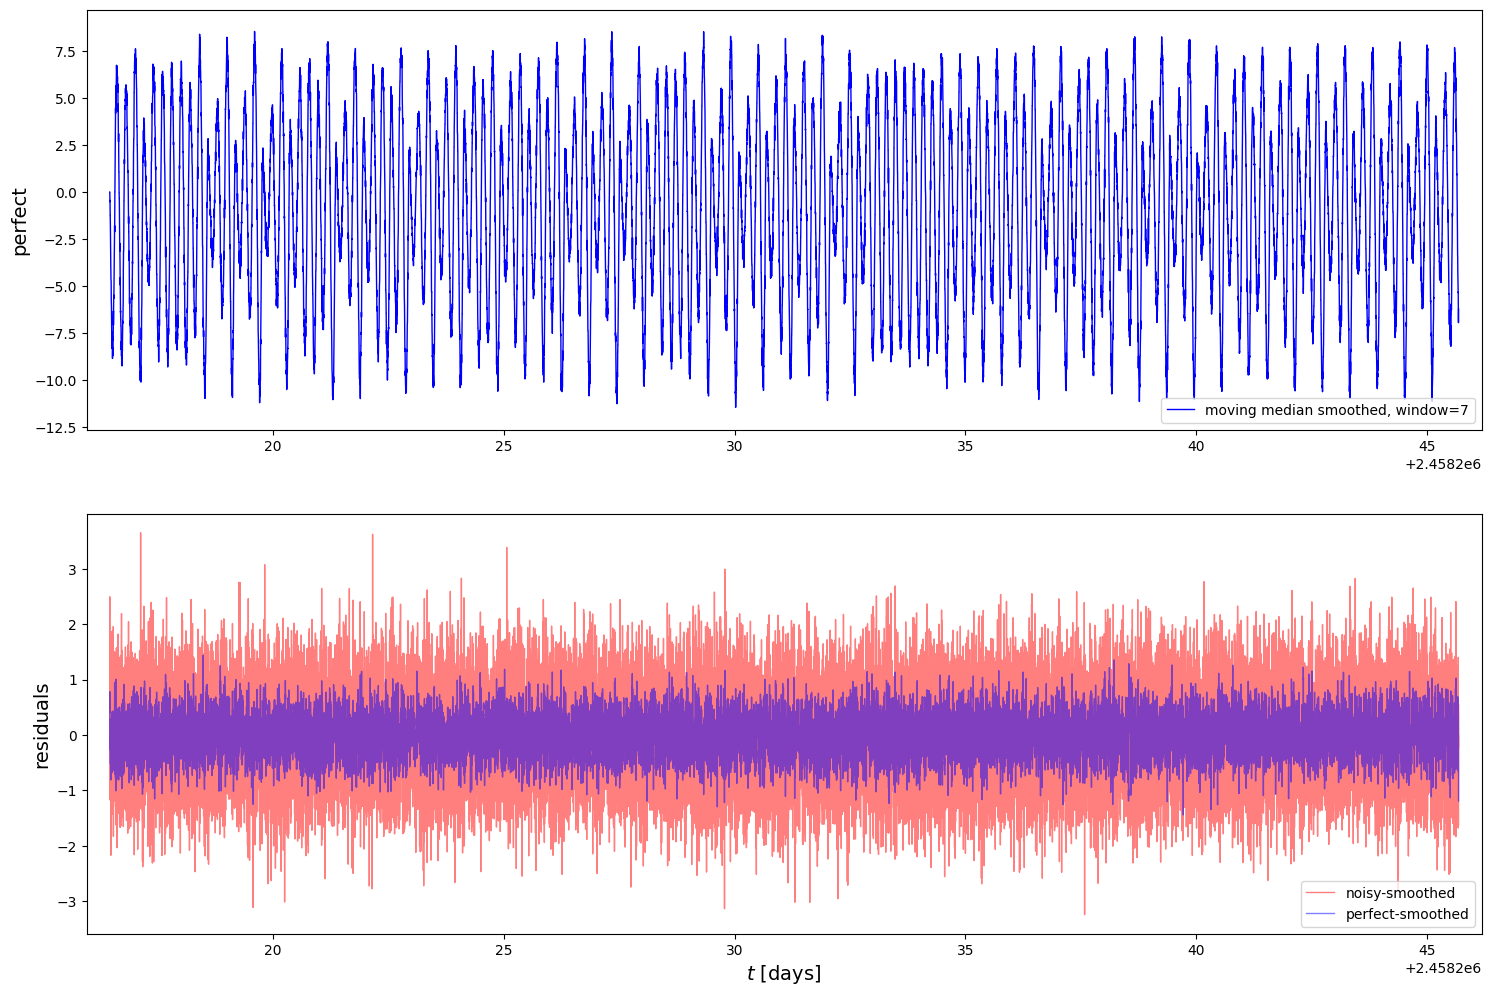 perfect
7.5
5.0
2.5
0.0
−2.5
−5.0
−7.5
−10.0
−12.5
moving median smoothed, window=7
20 25 30 35 40 45
+2.4582e6
residuals
3
2
1
0
−1
−2
−3
noisy-smoothed
perfect-smoothed
20 25 30 35 40 45
+2.4582e6
t [days]